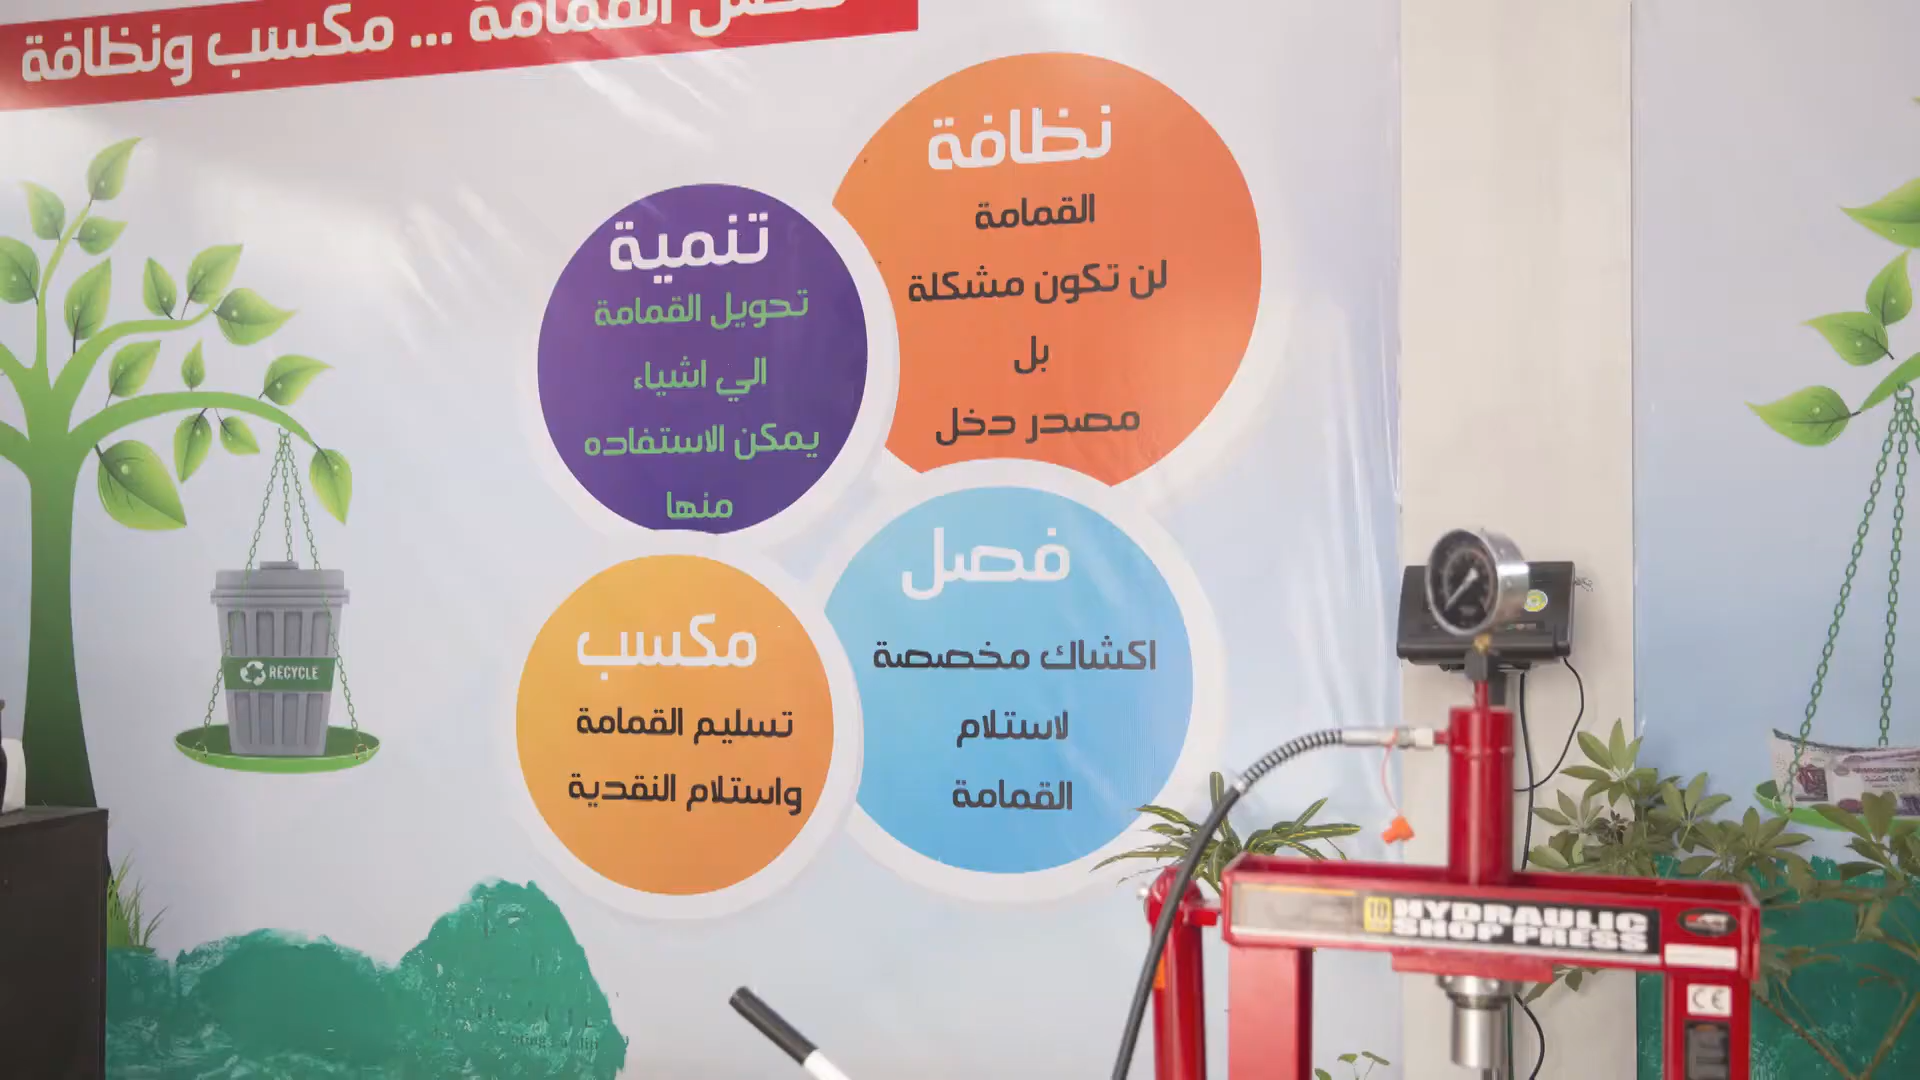 القمامة ... مكسب ونظافة
نظافة
القمامة
لن تكون مشكلة
بل
مصدر دخل
تنمية
تحويل القمامة
الي اشياء
يمكن الاستفاده
منها
فصل
اكشاك مخصصة
لاستلام
القمامة
مكسب
تسليم القمامة
واستلام النقدية
RECYCLE
10 HYDRAULIC
SHOP PRESS
CE